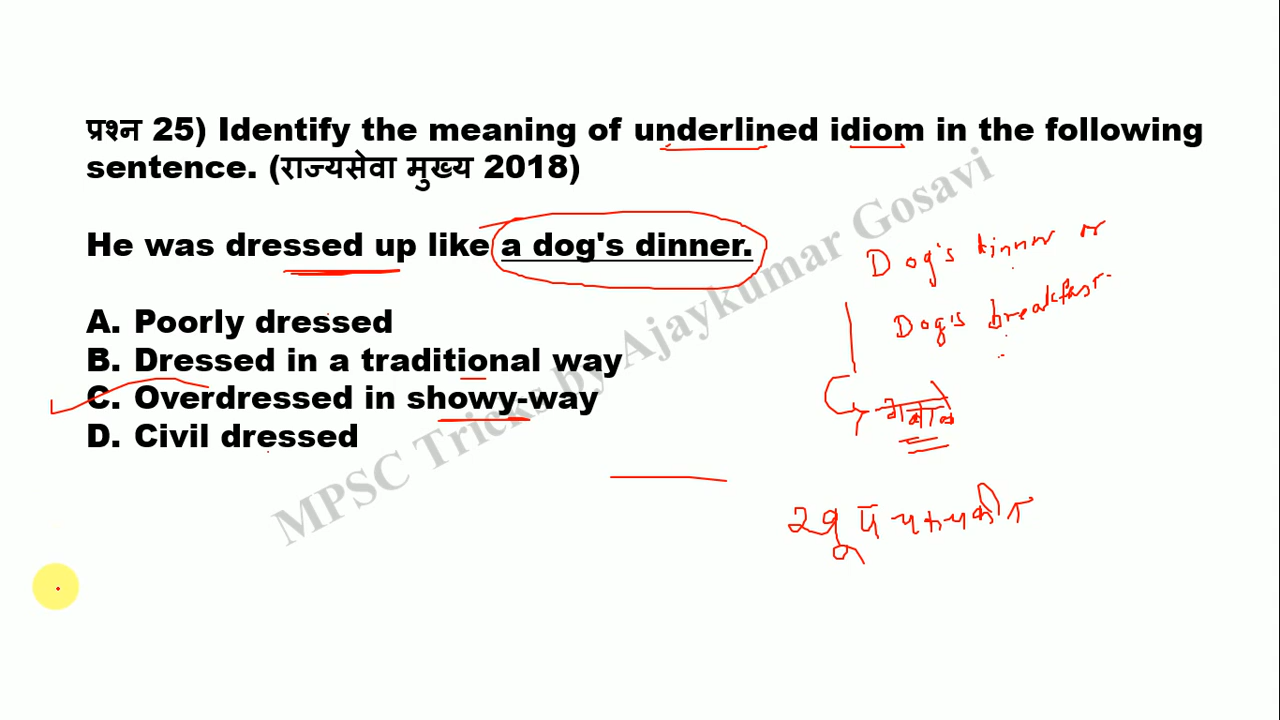 प्रश्न 25) Identify the meaning of underlined idiom in the following
sentence. (राज्यसेवा मुख्य 2018)
He was dressed up like a dog's dinner.
A. Poorly dressed
B. Dressed in a traditional way
C. Overdressed in showy-way
D. Civil dressed
MPSC Tricks by Ajaykumar Gosavi
Dog's dinner or
Dog's breakfast.
खूप चकचकीत